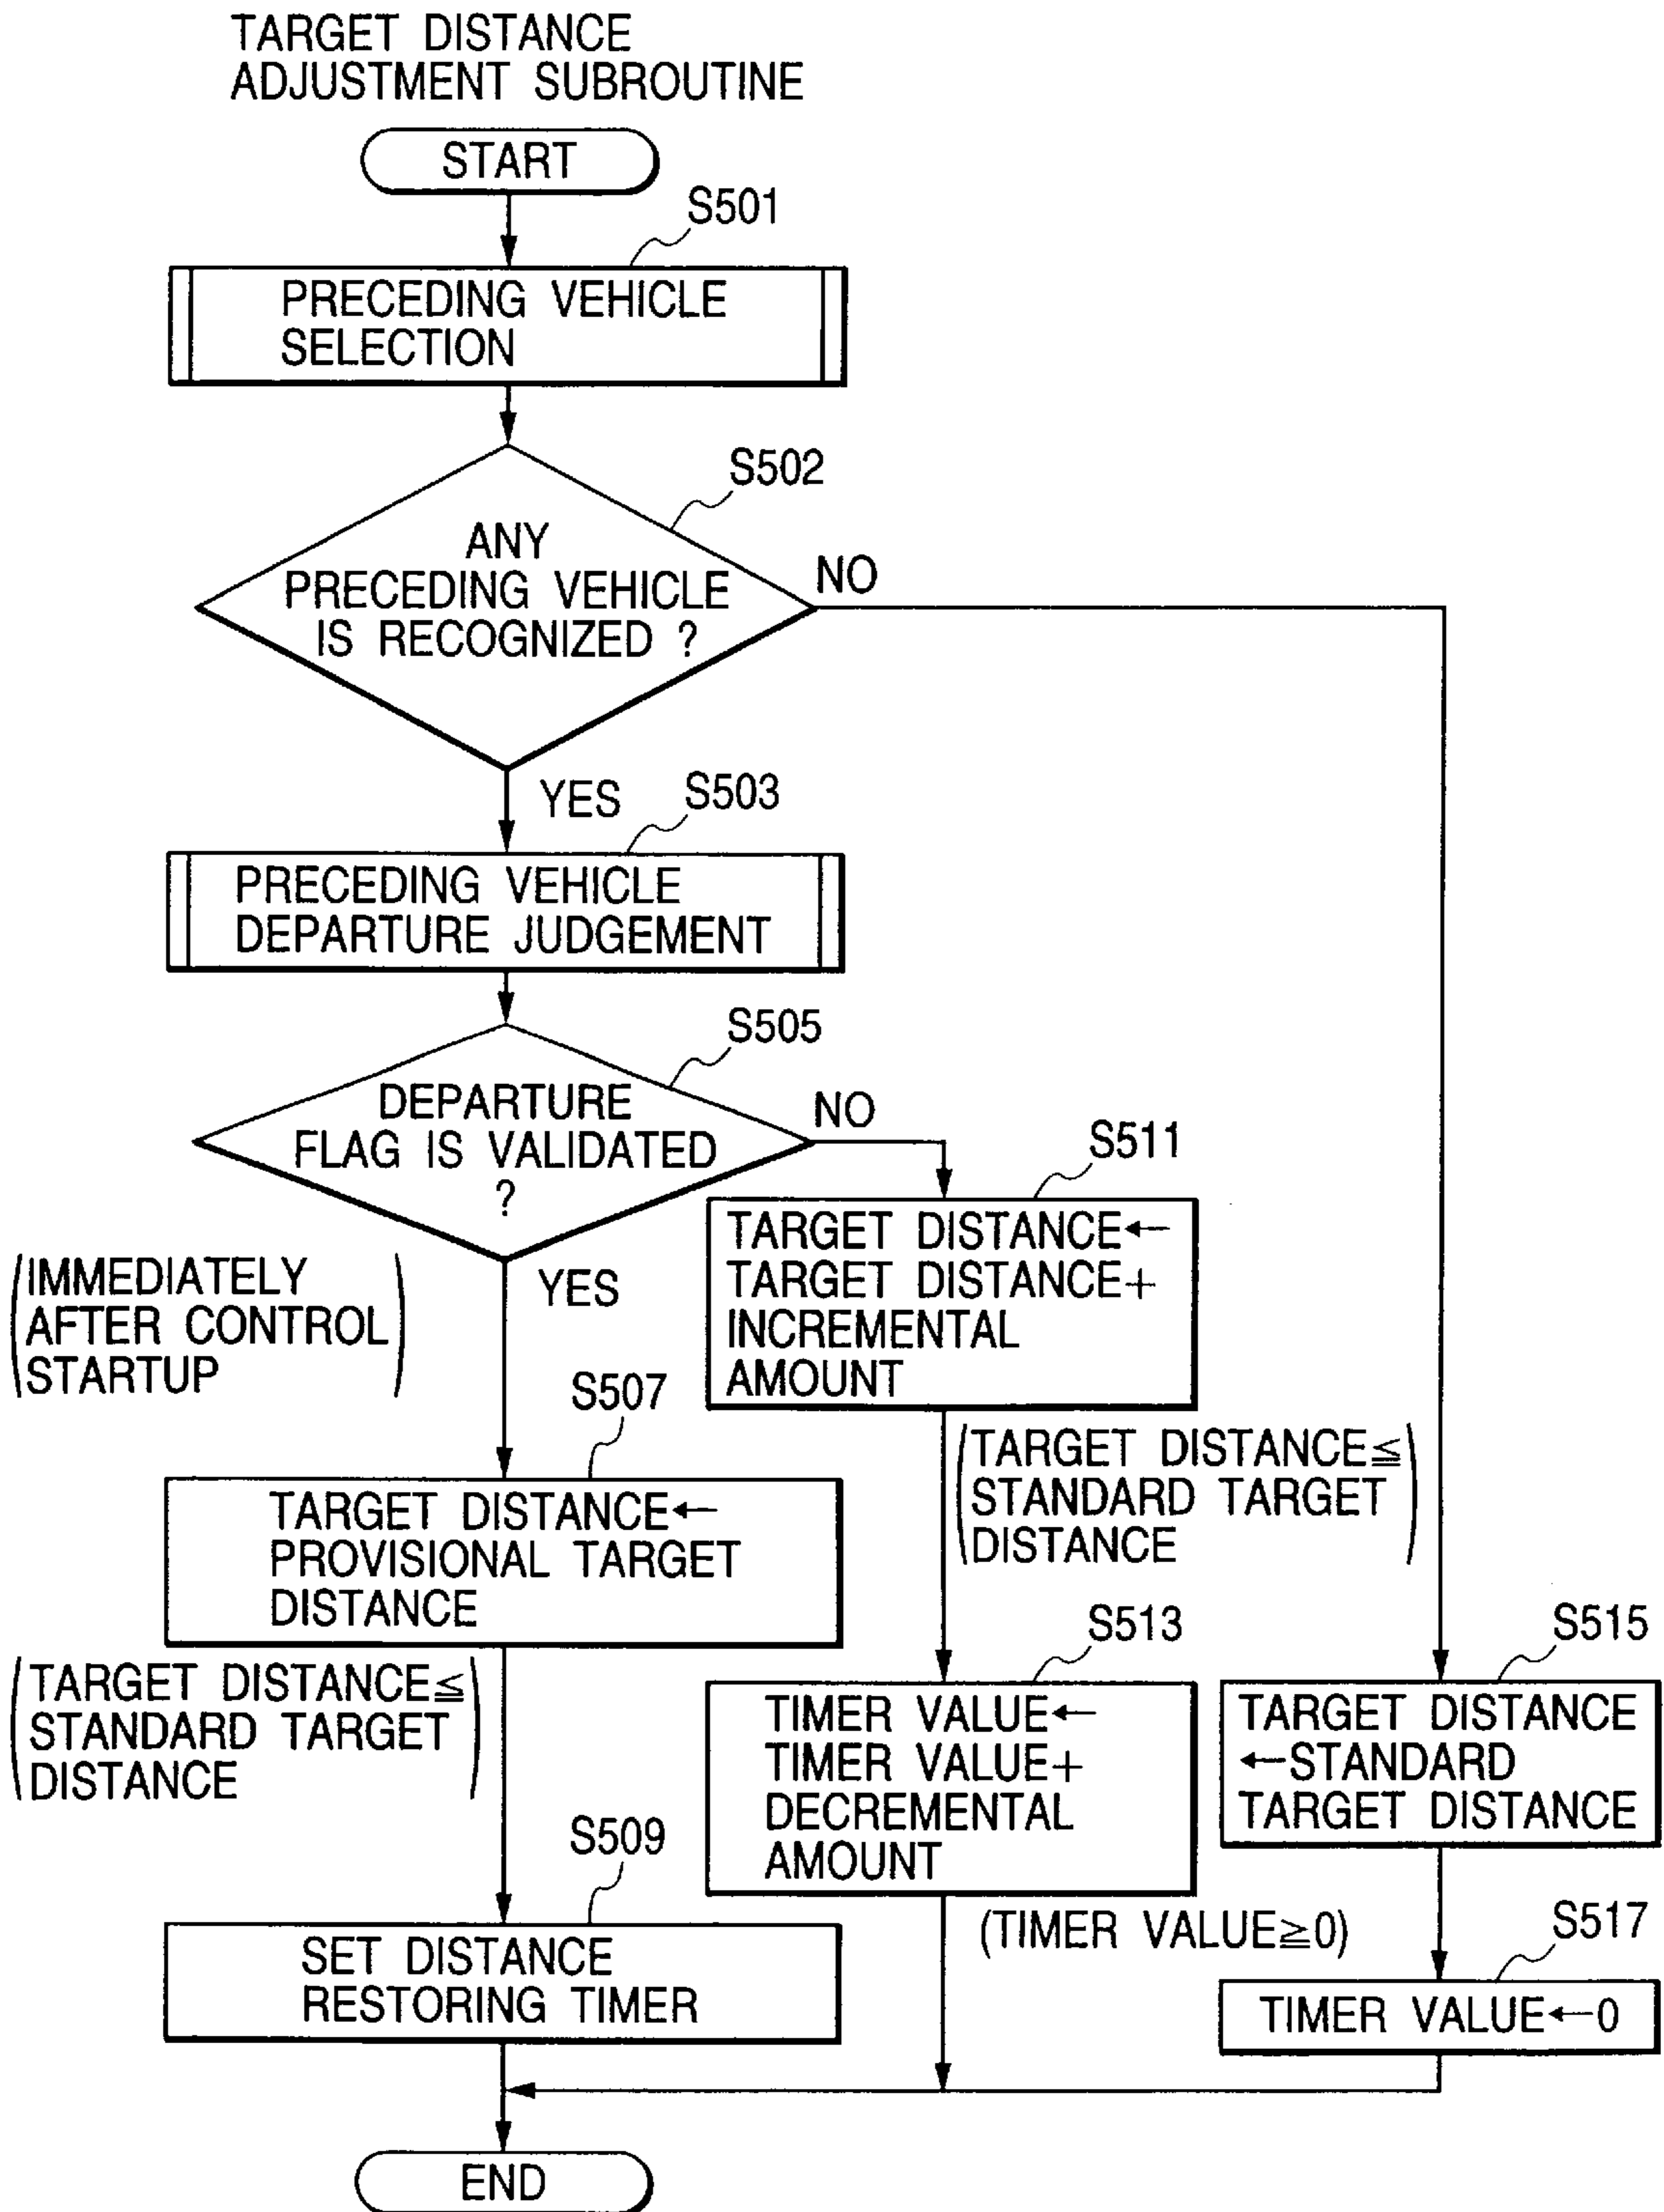 TARGET DISTANCE
ADJUSTMENT SUBROUTINE
START
S501
PRECEDING VEHICLE
SELECTION
S502
ANY
PRECEDING VEHICLE
IS RECOGNIZED ?
NO
YES
S503
PRECEDING VEHICLE
DEPARTURE JUDGEMENT
S505
DEPARTURE
FLAG IS VALIDATED
?
NO
YES
(IMMEDIATELY
AFTER CONTROL
STARTUP)
S507
TARGET DISTANCE←
PROVISIONAL TARGET
DISTANCE
(TARGET DISTANCE≦
STANDARD TARGET
DISTANCE)
S509
SET DISTANCE
RESTORING TIMER
S511
TARGET DISTANCE←
TARGET DISTANCE+
INCREMENTAL
AMOUNT
(TARGET DISTANCE≦
STANDARD TARGET
DISTANCE)
S513
TIMER VALUE←
TIMER VALUE+
DECREMENTAL
AMOUNT
(TIMER VALUE≧0)
S515
TARGET DISTANCE
←STANDARD
TARGET DISTANCE
S517
TIMER VALUE←0
END